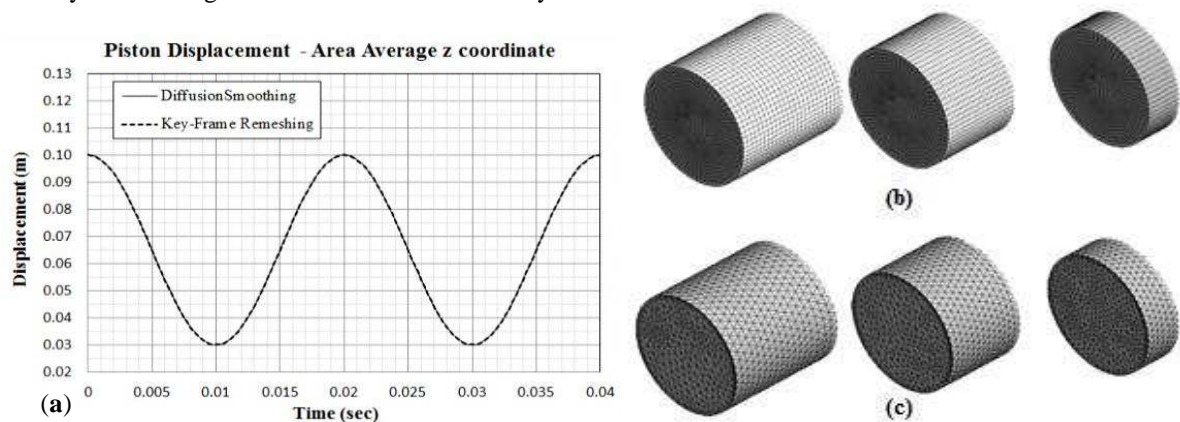 Piston Displacement - Area Average z coordinate
Displacement (m)
0.13
0.12
0.11
0.10
0.09
0.08
0.07
0.06
0.05
0.04
0.03
0.02
DiffusionSmoothing
Key-Frame Remeshing
0 0.005 0.01 0.015 0.02 0.025 0.03 0.035 0.04
Time (sec)
(a)
(b)
(c)